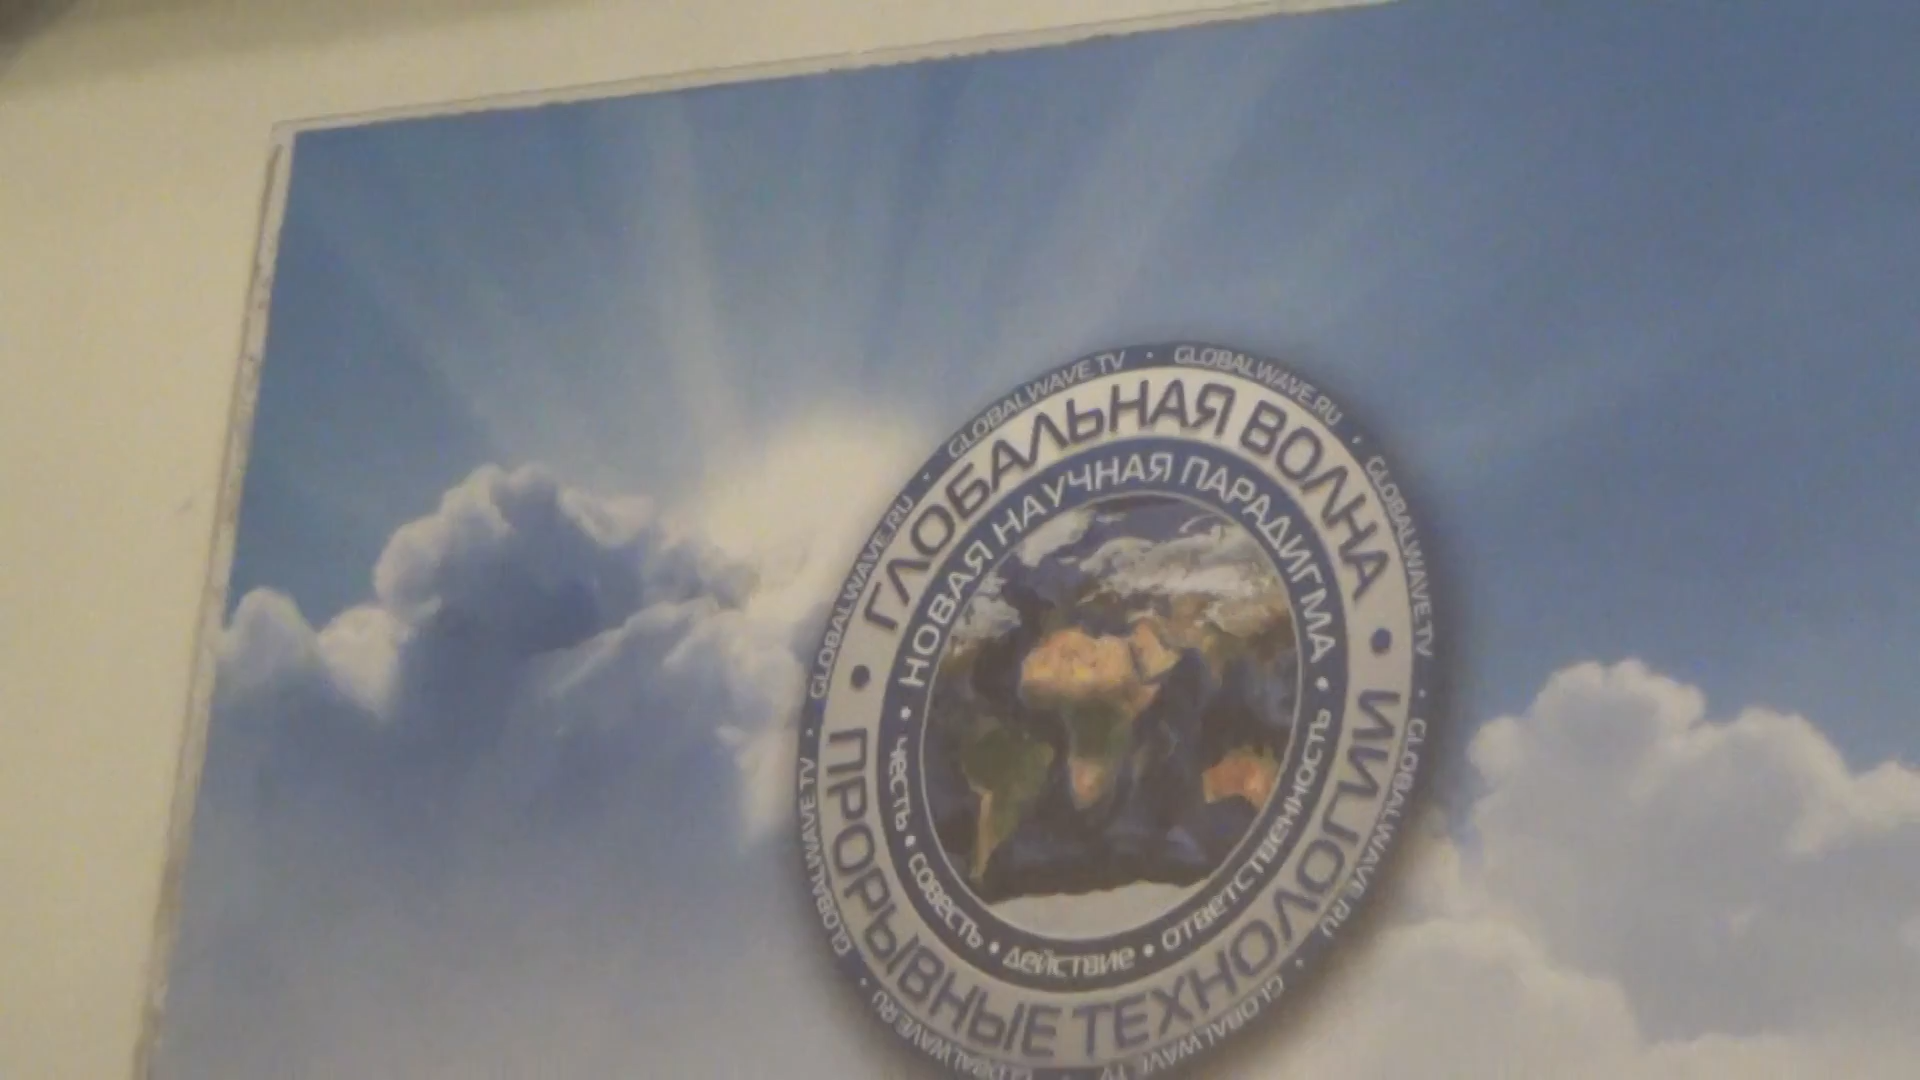 GLOBALWAVE.TV • GLOBALWAVE.RU • GLOBALWAVE.TV • GLOBALWAVE.RU • GLOBALWAVE.TV • GLOBALWAVE.RU • GLOBALWAVE.TV • GLOBALWAVE.RU
ГЛОБАЛЬНАЯ ВОЛНА
НОВАЯ НАУЧНАЯ ПАРАДИГМА
честь • совесть • действие • ответственность
ПРОРЫВНЫЕ ТЕХНОЛОГИИ